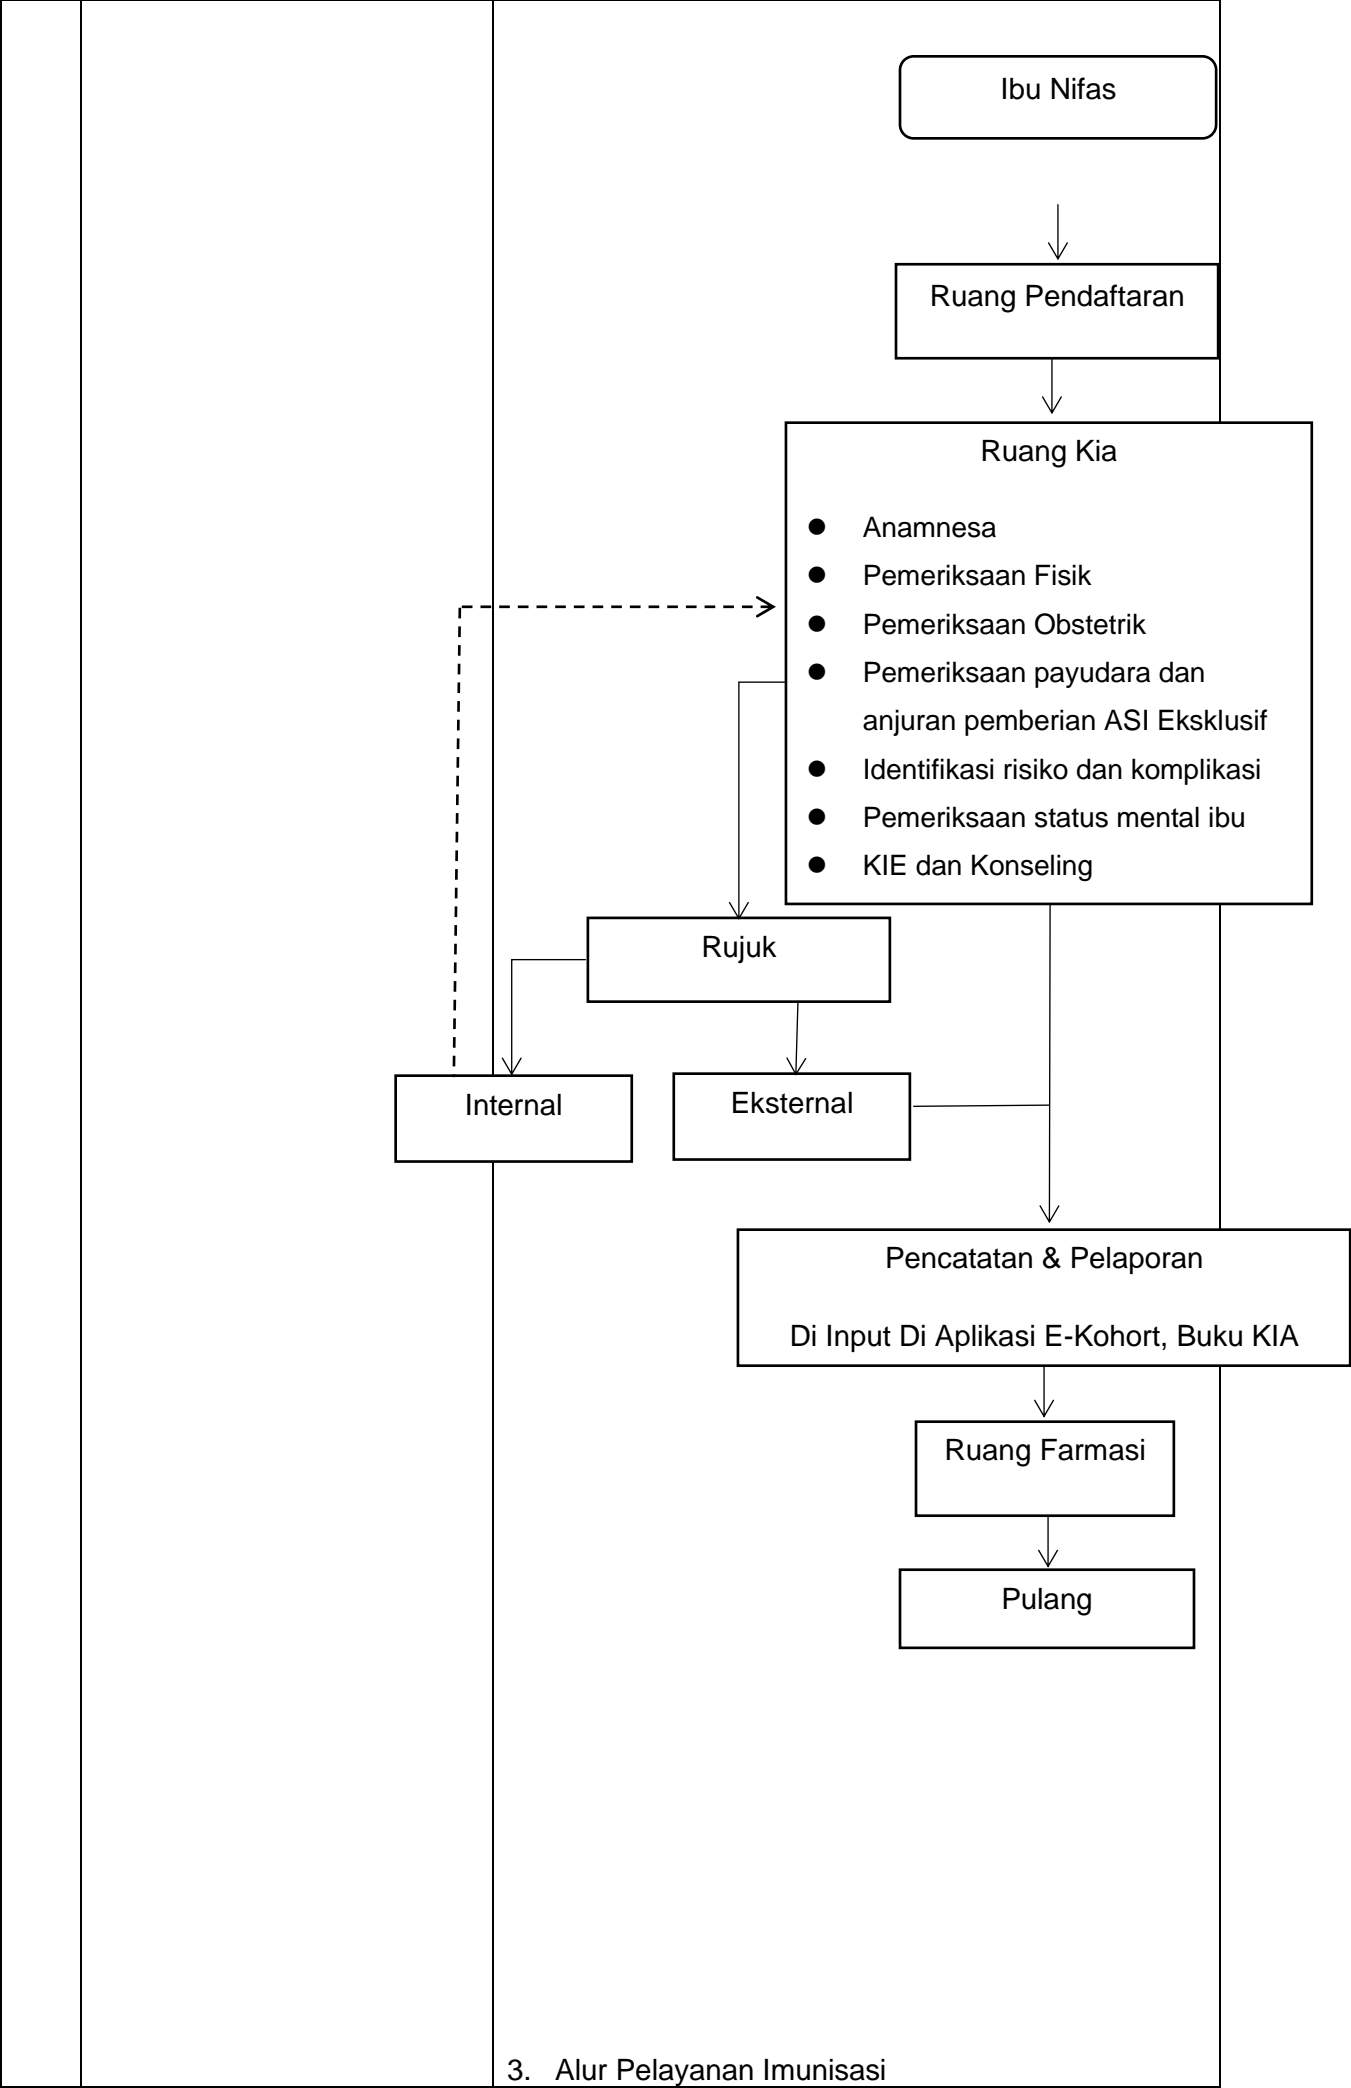 Ibu Nifas
Ruang Pendaftaran
Ruang Kia
● Anamnesa
● Pemeriksaan Fisik
● Pemeriksaan Obstetrik
● Pemeriksaan payudara dan
anjuran pemberian ASI Eksklusif
● Identifikasi risiko dan komplikasi
● Pemeriksaan status mental ibu
● KIE dan Konseling
Rujuk
Internal
Eksternal
Pencatatan & Pelaporan
Di Input Di Aplikasi E-Kohort, Buku KIA
Ruang Farmasi
Pulang
3. Alur Pelayanan Imunisasi